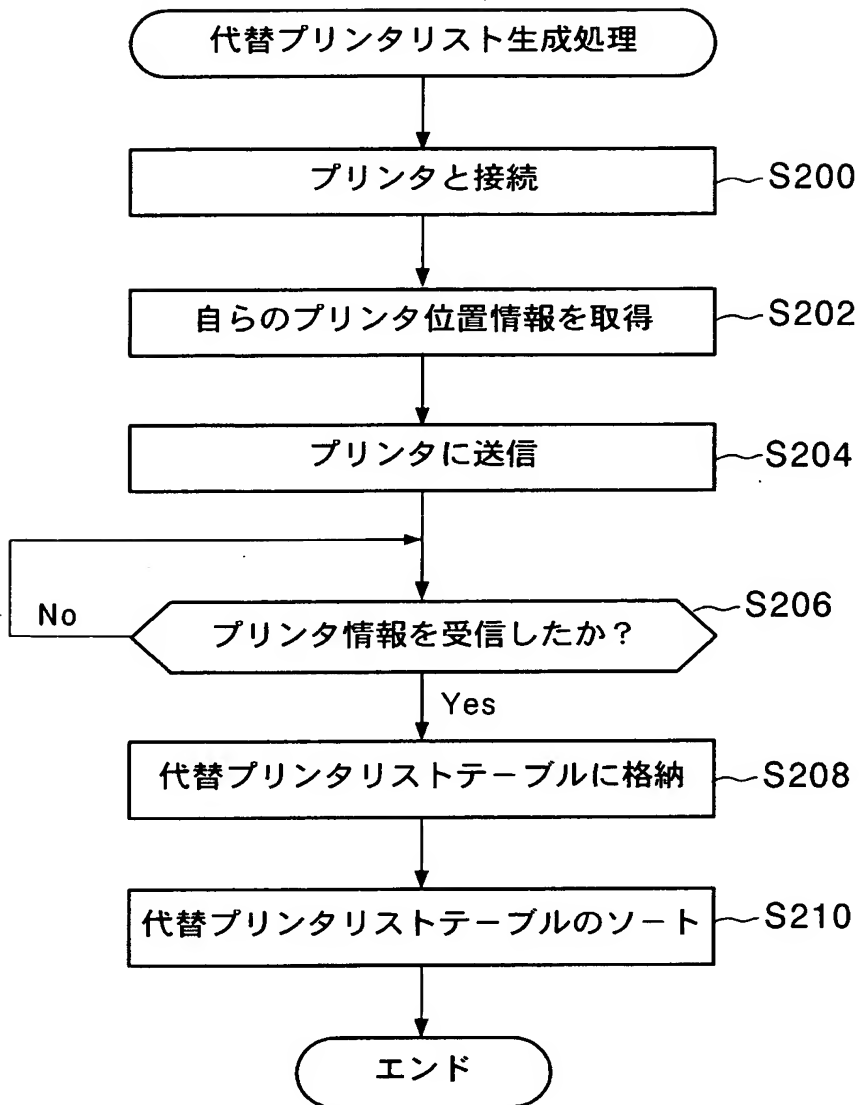 代替プリンタリスト生成処理
プリンタと接続 S200
自らのプリンタ位置情報を取得 S202
プリンタに送信 S204
No プリンタ情報を受信したか？ S206
Yes
代替プリンタリストテーブルに格納 S208
代替プリンタリストテーブルのソート S210
エンド